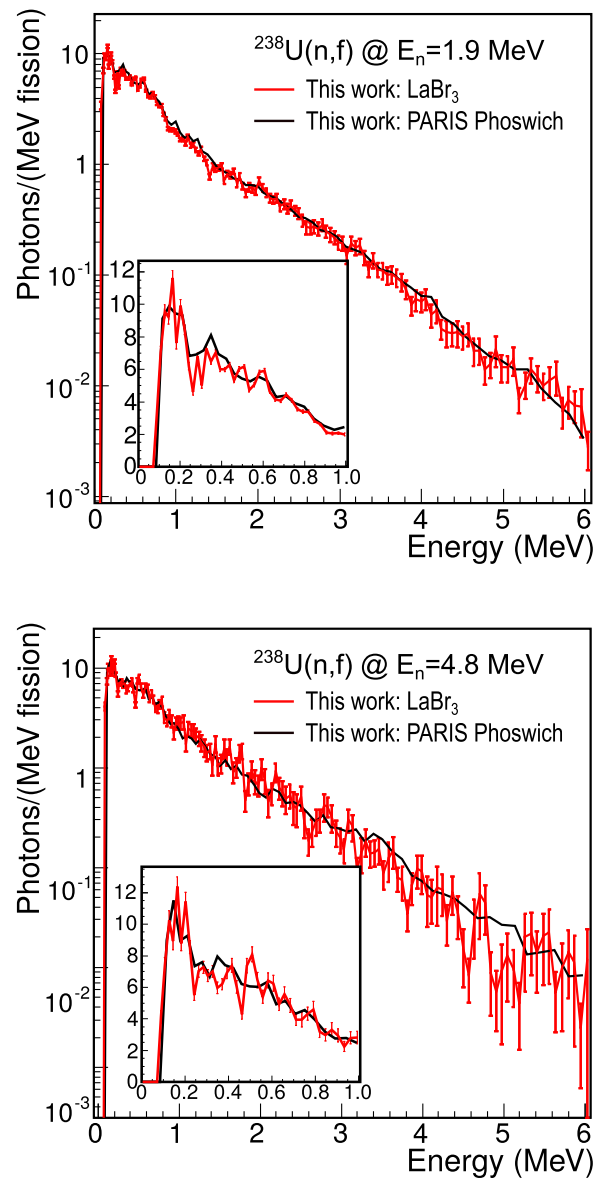 ²³⁸U(n,f) @ Eₙ=1.9 MeV
This work: LaBr₃
This work: PARIS Phoswich
Photons/(MeV fission)
10
1
10⁻¹
10⁻²
10⁻³
12
10
8
6
4
2
0
0.2 0.4 0.6 0.8 1.0
0 1 2 3 4 5 6
Energy (MeV)
²³⁸U(n,f) @ Eₙ=4.8 MeV
This work: LaBr₃
This work: PARIS Phoswich
Photons/(MeV fission)
10
1
10⁻¹
10⁻²
10⁻³
12
10
8
6
4
2
0
0.2 0.4 0.6 0.8 1.0
0 1 2 3 4 5 6
Energy (MeV)